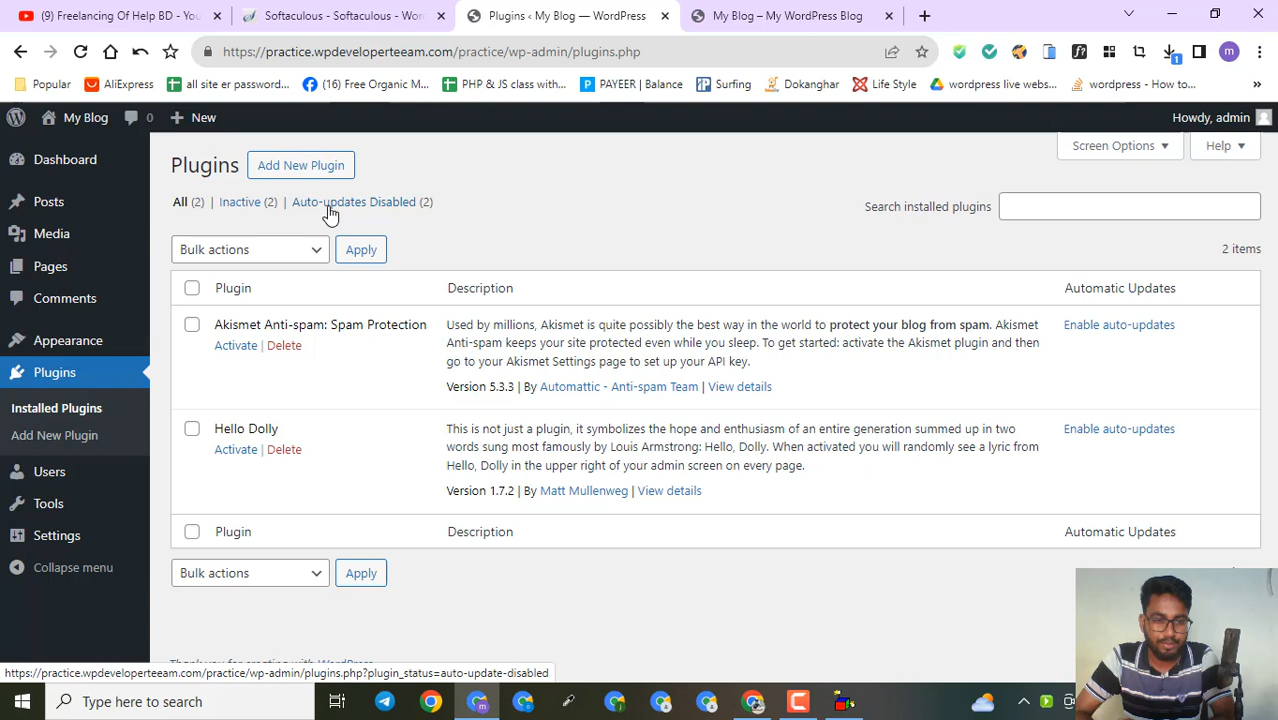 (9) Freelancing Of Help BD - You
Softaculous - Softaculous - Wor
Plugins ‹ My Blog — WordPress
My Blog – My WordPress Blog
https://practice.wpdeveloperteeam.com/practice/wp-admin/plugins.php
Popular
AliExpress
all site er password...
(16) Free Organic M...
PHP & JS class with...
PAYEER | Balance
Surfing
Dokanghar
Life Style
wordpress live webs...
wordpress - How to...
My Blog
0
New
Howdy, admin
Dashboard
Posts
Media
Pages
Comments
Appearance
Plugins
Installed Plugins
Add New Plugin
Users
Tools
Settings
Collapse menu
Screen Options
Help
Plugins
Add New Plugin
All (2) | Inactive (2) | Auto-updates Disabled (2)
Search installed plugins
Bulk actions
Apply
2 items
Plugin
Description
Automatic Updates
Akismet Anti-spam: Spam Protection
Activate | Delete
Used by millions, Akismet is quite possibly the best way in the world to protect your blog from spam. Akismet
Anti-spam keeps your site protected even while you sleep. To get started: activate the Akismet plugin and then
go to your Akismet Settings page to set up your API key.
Version 5.3.3 | By Automattic - Anti-spam Team | View details
Enable auto-updates
Hello Dolly
Activate | Delete
This is not just a plugin, it symbolizes the hope and enthusiasm of an entire generation summed up in two
words sung most famously by Louis Armstrong: Hello, Dolly. When activated you will randomly see a lyric from
Hello, Dolly in the upper right of your admin screen on every page.
Version 1.7.2 | By Matt Mullenweg | View details
Enable auto-updates
Plugin
Description
Automatic Updates
Bulk actions
Apply
Thank you for creating with WordPress
https://practice.wpdeveloperteeam.com/practice/wp-admin/plugins.php?plugin_status=auto-update-disabled
Type here to search